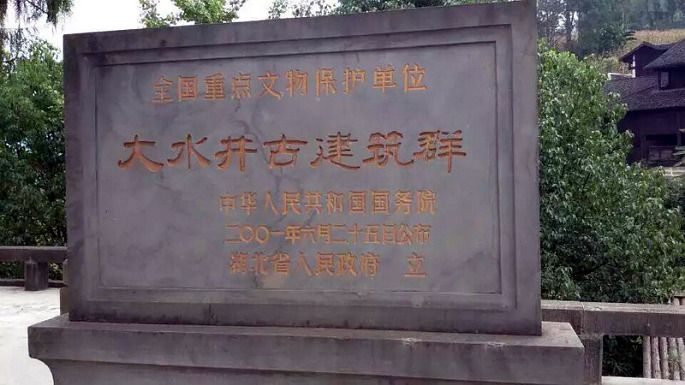 全国重点文物保护单位
大水井古建筑群
中华人民共和国国务院
二〇〇一年六月二十五日公布
湖北省人民政府 立